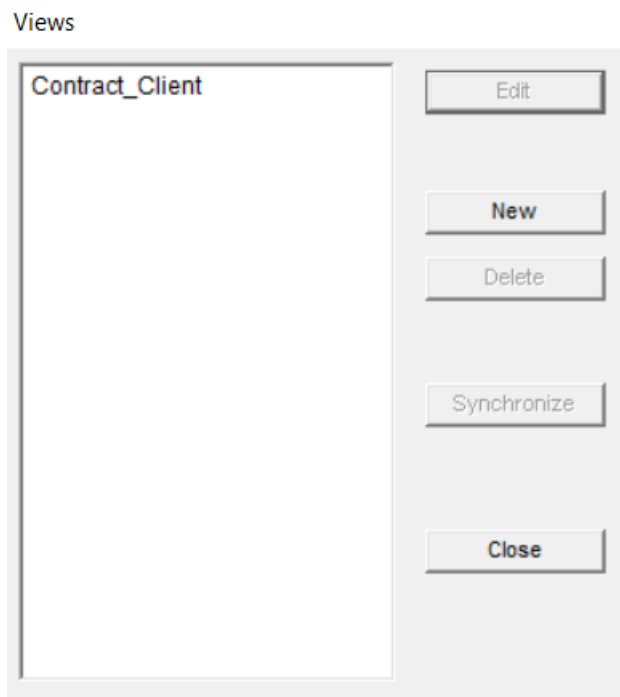 Views
Contract_Client
Edit
New
Delete
Synchronize
Close